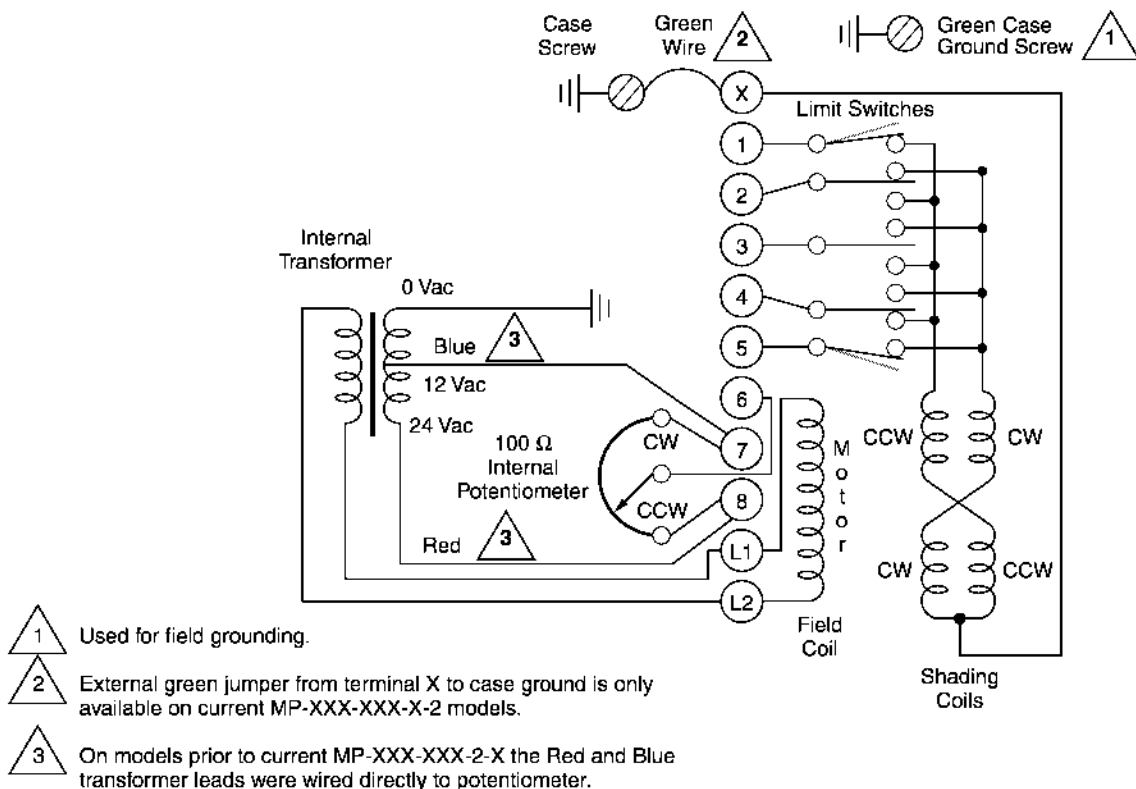 Case
Screw
Green
Wire
2
Green Case
Ground Screw
1
X
Limit Switches
1
2
3
4
5
6
7
8
L1
L2
Internal
Transformer
0 Vac
Blue
3
12 Vac
24 Vac
100 Ω
Internal
Potentiometer
CW
CCW
Red
3
Motor
Field
Coil
CCW
CW
CW
CCW
Shading
Coils
1 Used for field grounding.
2 External green jumper from terminal X to case ground is only
available on current MP-XXX-XXX-X-2 models.
3 On models prior to current MP-XXX-XXX-2-X the Red and Blue
transformer leads were wired directly to potentiometer.